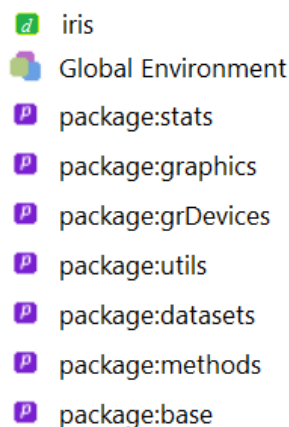 d iris
Global Environment
P package:stats
P package:graphics
P package:grDevices
P package:utils
P package:datasets
P package:methods
P package:base